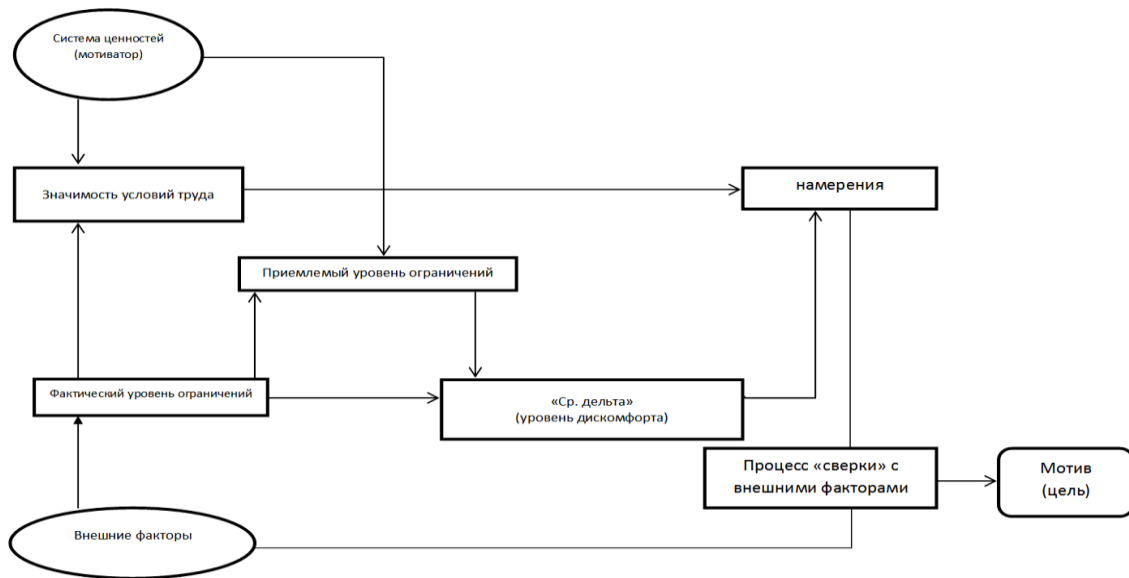 Система ценностей
(мотиватор)
Значимость условий труда
намерения
Приемлемый уровень ограничений
Фактический уровень ограничений
«Ср. дельта»
(уровень дискомфорта)
Процесс «сверки» с
внешними факторами
Мотив
(цель)
Внешние факторы